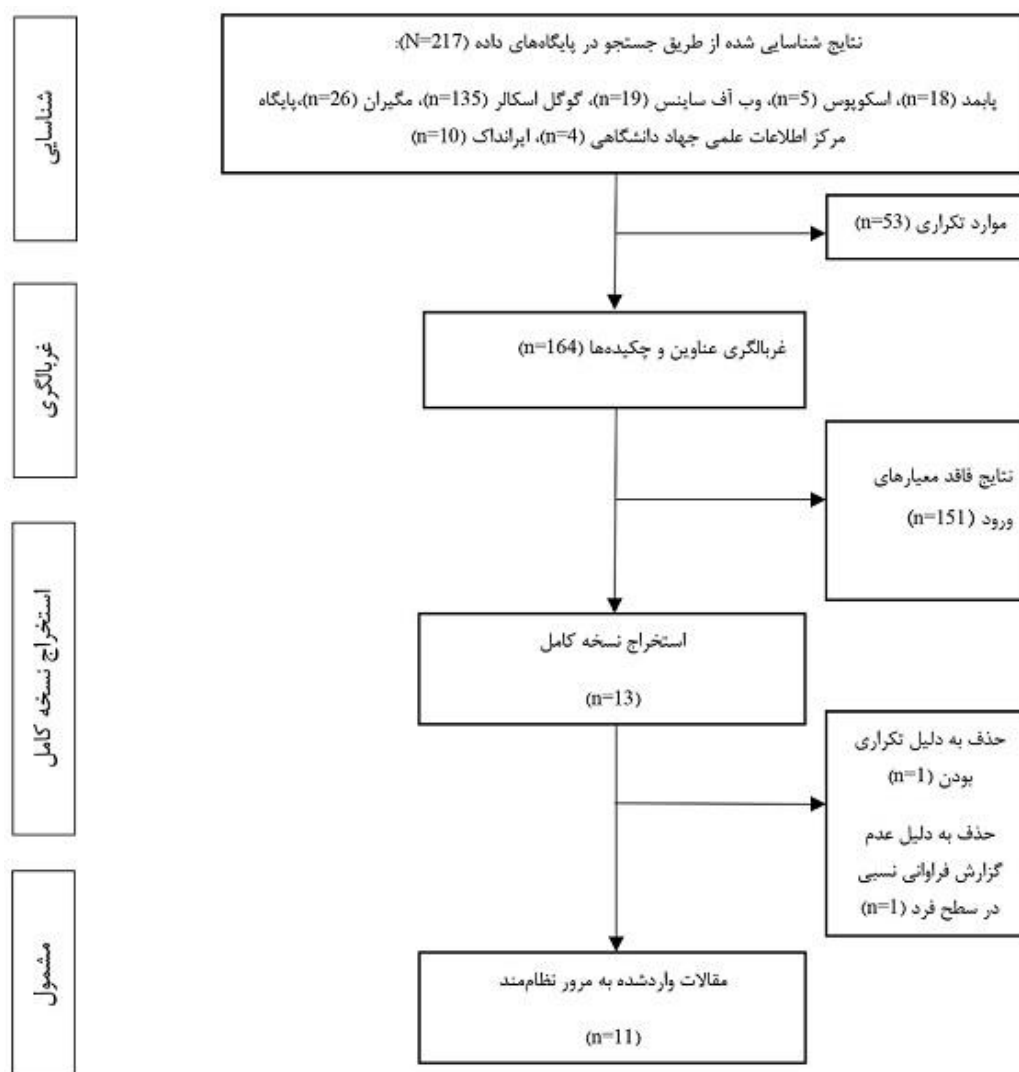 شناسایی
نتایج شناسایی شده از طریق جستجو در پایگاه‌های داده (N=217):
پابمد (n=18)، اسکوپوس (n=5)، وب آف ساینس (n=19)، گوگل اسکالر (n=135)، مگیران (n=26)،پایگاه
مرکز اطلاعات علمی جهاد دانشگاهی (n=4)، ایرانداک (n=10)
موارد تکراری (n=53)
غربالگری
غربالگری عناوین و چکیده‌ها (n=164)
نتایج فاقد معیارهای
ورود (n=151)
استخراج نسخه کامل
استخراج نسخه کامل
(n=13)
حذف به دلیل تکراری
بودن (n=1)
حذف به دلیل عدم
گزارش فراوانی نسبی
در سطح فرد (n=1)
مشمول
مقالات واردشده به مرور نظام‌مند
(n=11)